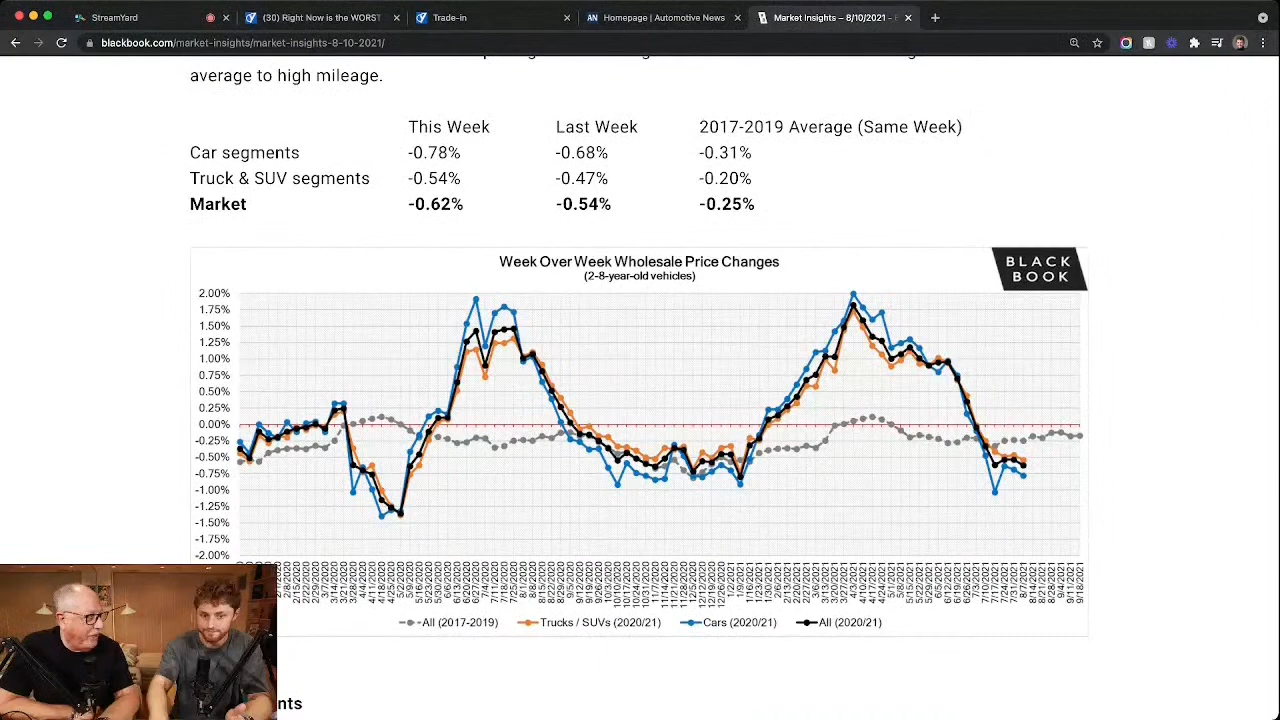 StreamYard
(30) Right Now is the WORST
Trade-in
Homepage | Automotive News
Market Insights – 8/10/2021 -
blackbook.com/market-insights/market-insights-8-10-2021/
average to high mileage.
This Week Last Week 2017-2019 Average (Same Week)
Car segments -0.78% -0.68% -0.31%
Truck & SUV segments -0.54% -0.47% -0.20%
Market -0.62% -0.54% -0.25%
Week Over Week Wholesale Price Changes
(2-8-year-old vehicles)
BLACK
BOOK
2.00%
1.75%
1.50%
1.25%
1.00%
0.75%
0.50%
0.25%
0.00%
-0.25%
-0.50%
-0.75%
-1.00%
-1.25%
-1.50%
-1.75%
-2.00%
All (2017-2019) Trucks / SUVs (2020/21) Cars (2020/21) All (2020/21)
nts